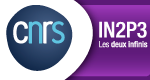 cnrs
IN2P3
Les deux infinis